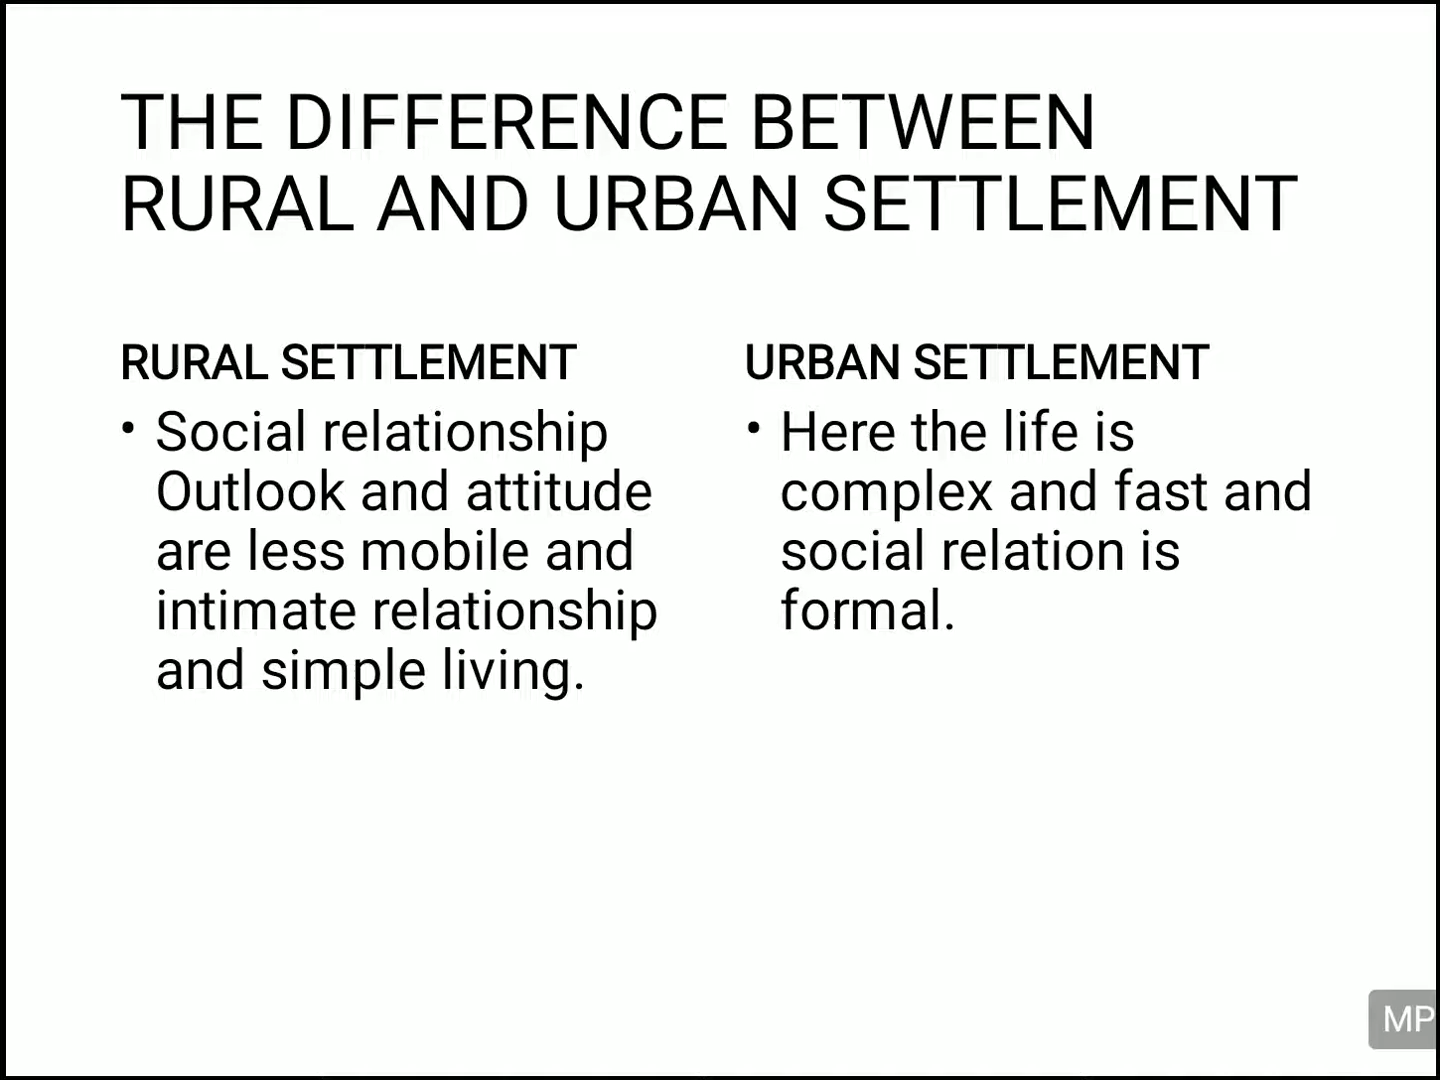 THE DIFFERENCE BETWEEN
RURAL AND URBAN SETTLEMENT
RURAL SETTLEMENT
• Social relationship
Outlook and attitude
are less mobile and
intimate relationship
and simple living.
URBAN SETTLEMENT
• Here the life is
complex and fast and
social relation is
formal.
MP